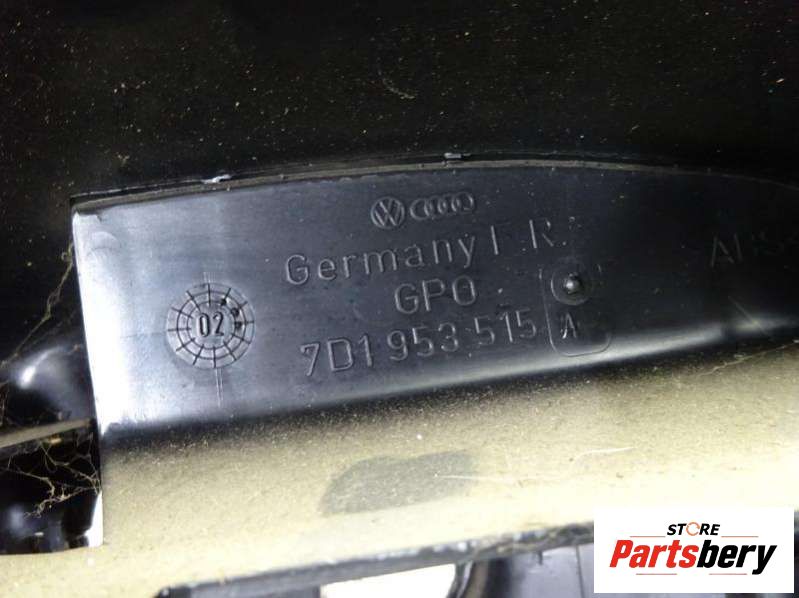 Germany F.R.
GPO
02
7D1 953 515 A
STORE
Partsbery